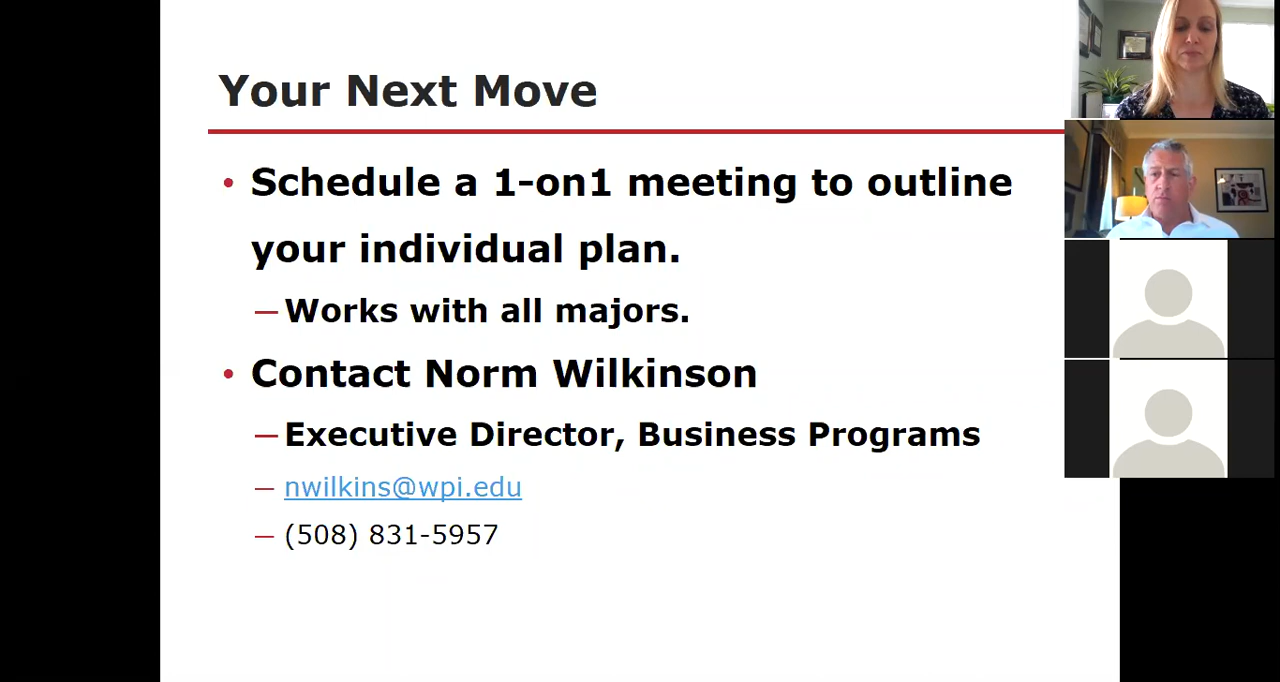 Your Next Move
• Schedule a 1-on1 meeting to outline
your individual plan.
— Works with all majors.
• Contact Norm Wilkinson
— Executive Director, Business Programs
— nwilkins@wpi.edu
— (508) 831-5957